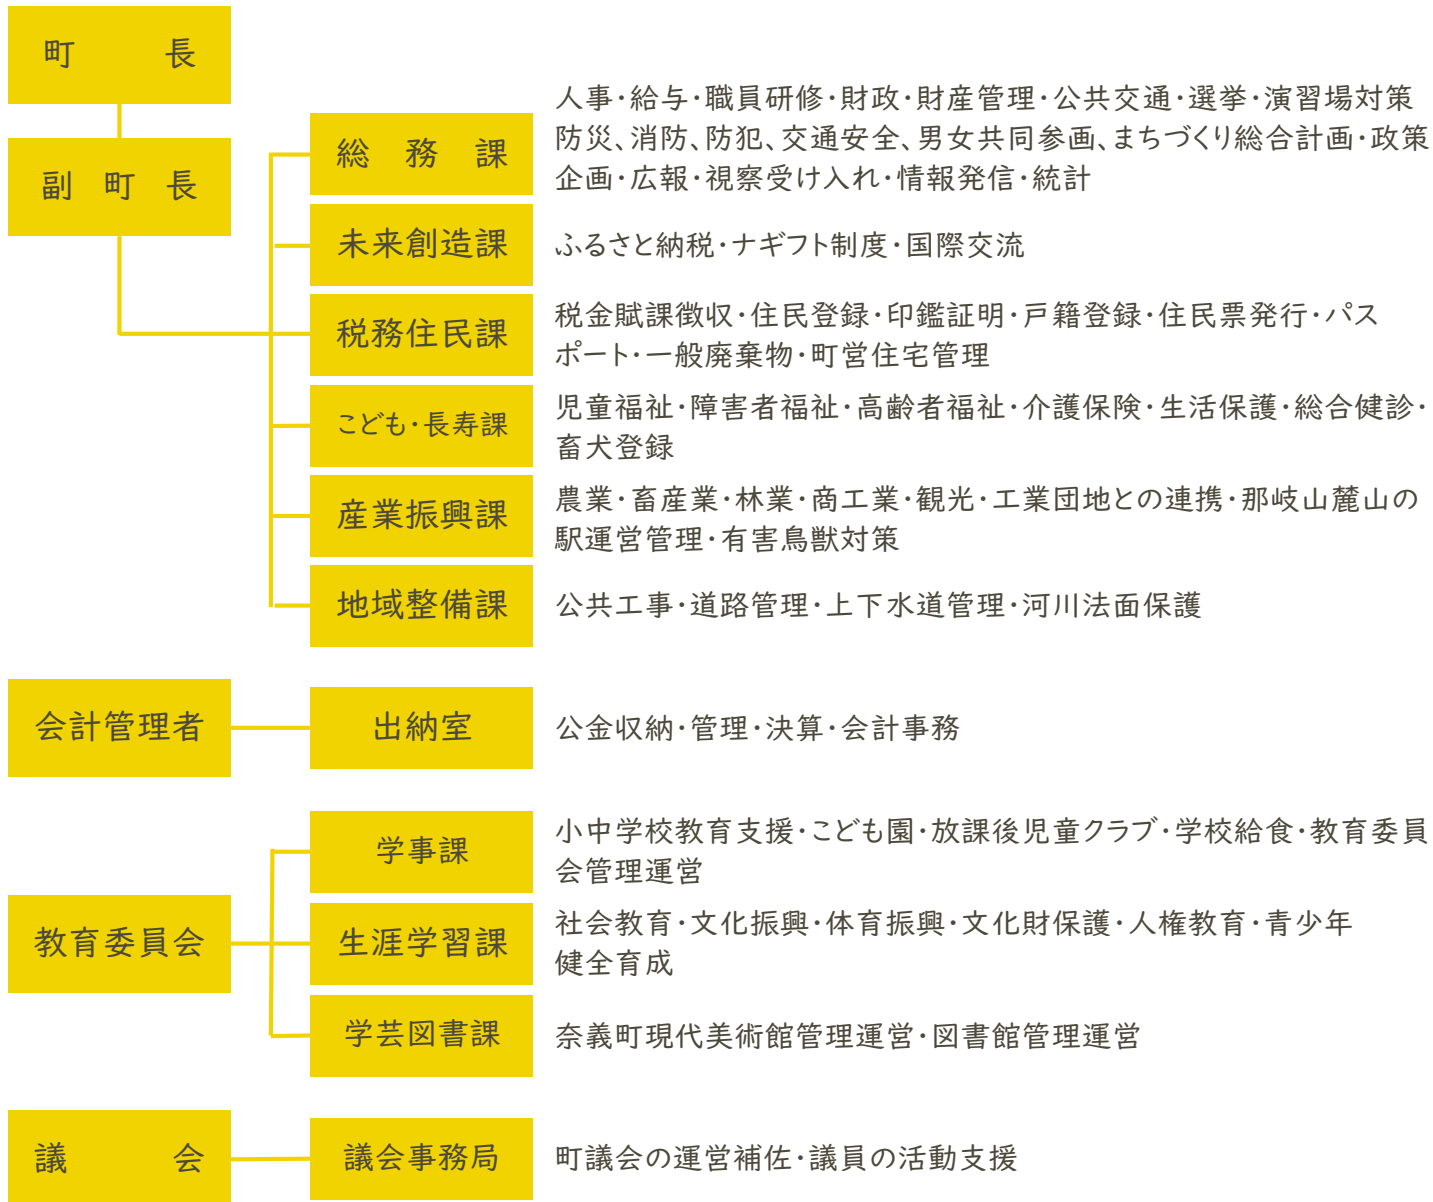 町長
副町長
総務課
人事・給与・職員研修・財政・財産管理・公共交通・選挙・演習場対策
防災、消防、防犯、交通安全、男女共同参画、まちづくり総合計画・政策
企画・広報・視察受け入れ・情報発信・統計
未来創造課
ふるさと納税・ナギフト制度・国際交流
税務住民課
税金賦課徴収・住民登録・印鑑証明・戸籍登録・住民票発行・パス
ポート・一般廃棄物・町営住宅管理
こども・長寿課
児童福祉・障害者福祉・高齢者福祉・介護保険・生活保護・総合健診・
畜犬登録
産業振興課
農業・畜産業・林業・商工業・観光・工業団地との連携・那岐山麓山の
駅運営管理・有害鳥獣対策
地域整備課
公共工事・道路管理・上下水道管理・河川法面保護
会計管理者
出納室
公金収納・管理・決算・会計事務
教育委員会
学事課
小中学校教育支援・こども園・放課後児童クラブ・学校給食・教育委員
会管理運営
生涯学習課
社会教育・文化振興・体育振興・文化財保護・人権教育・青少年
健全育成
学芸図書課
奈義町現代美術館管理運営・図書館管理運営
議会
議会事務局
町議会の運営補佐・議員の活動支援